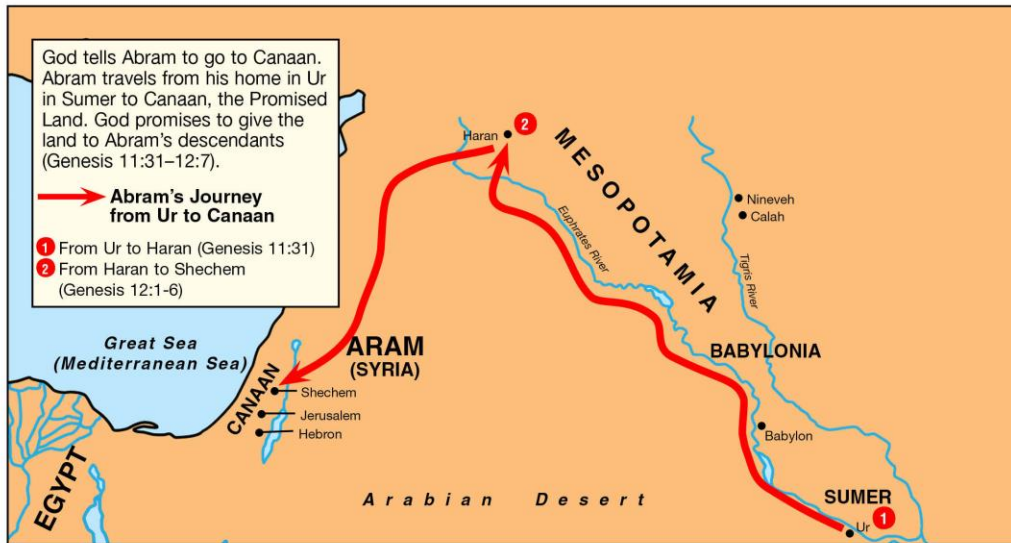 God tells Abram to go to Canaan.
Abram travels from his home in Ur
in Sumer to Canaan, the Promised
Land. God promises to give the
land to Abram's descendants
(Genesis 11:31–12:7).
Abram's Journey
from Ur to Canaan
1 From Ur to Haran (Genesis 11:31)
2 From Haran to Shechem
(Genesis 12:1-6)
Haran
2
MESOPOTAMIA
Nineveh
Calah
Euphrates River
Tigris River
Great Sea
(Mediterranean Sea)
ARAM
(SYRIA)
BABYLONIA
CANAAN
Shechem
Jerusalem
Hebron
Babylon
EGYPT
Arabian Desert
SUMER
1
Ur